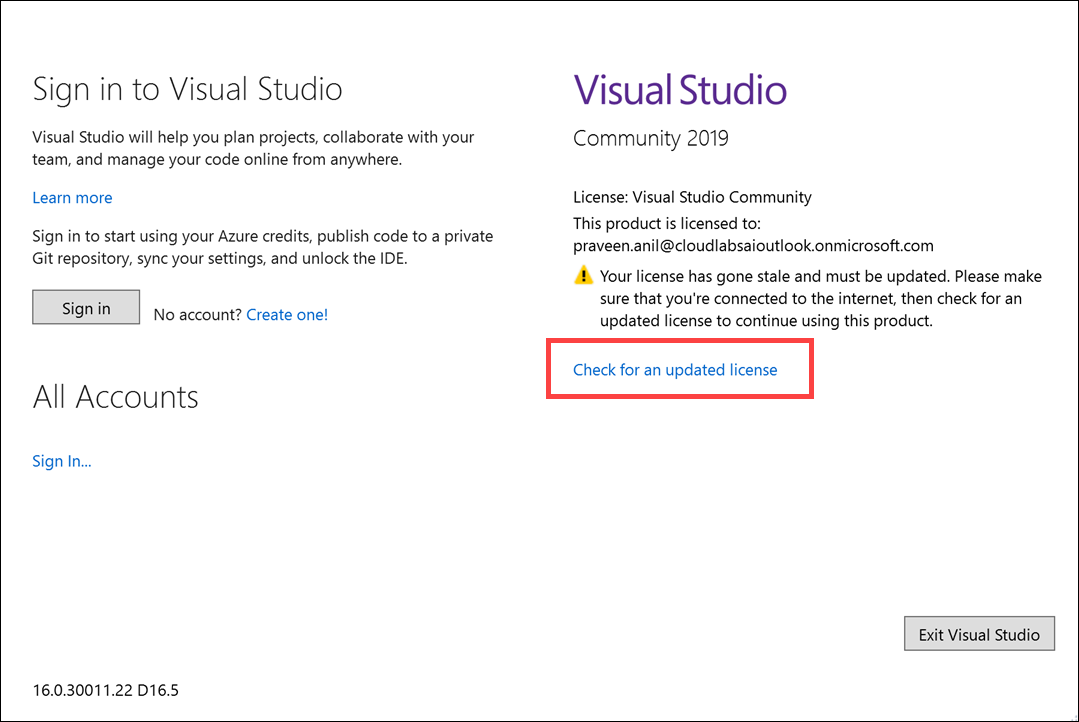 Sign in to Visual Studio
Visual Studio will help you plan projects, collaborate with your
team, and manage your code online from anywhere.
Learn more
Sign in to start using your Azure credits, publish code to a private
Git repository, sync your settings, and unlock the IDE.
Sign in
No account? Create one!
All Accounts
Sign In...
Visual Studio
Community 2019
License: Visual Studio Community
This product is licensed to:
praveen.anil@cloudlabsaioutlook.onmicrosoft.com
Your license has gone stale and must be updated. Please make
sure that you're connected to the internet, then check for an
updated license to continue using this product.
Check for an updated license
Exit Visual Studio
16.0.30011.22 D16.5